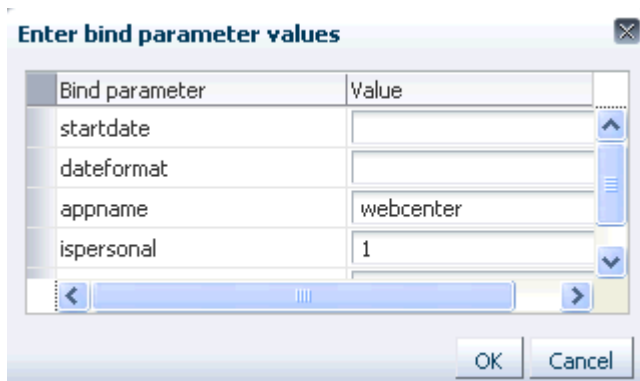 Enter bind parameter values
Bind parameter Value
startdate
dateformat
appname webcenter
ispersonal 1
OK Cancel